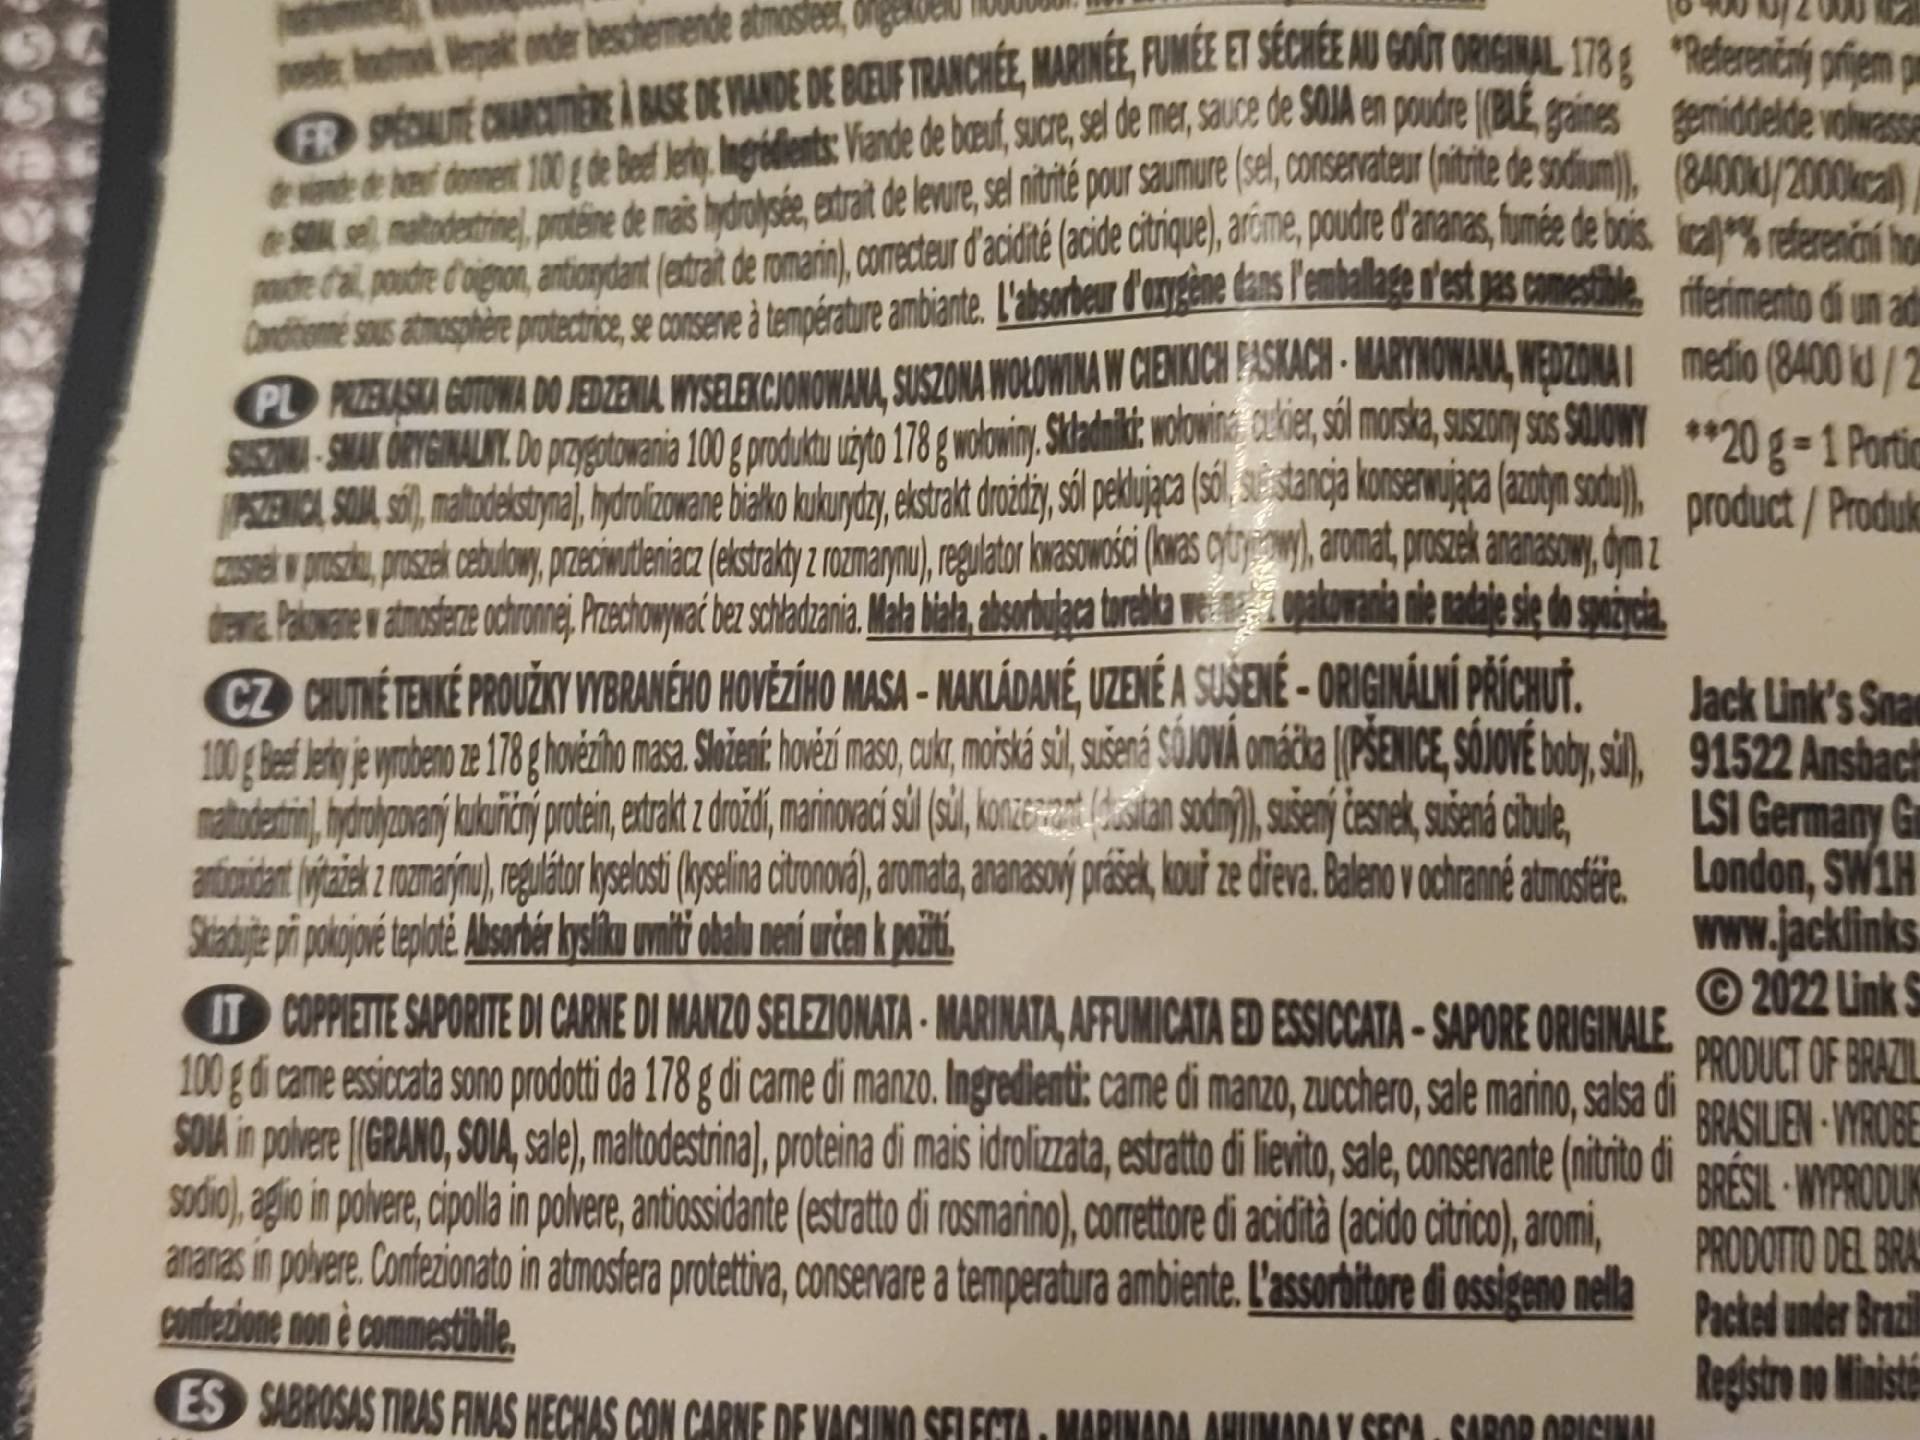 poeder, houtrook. Verpakt onder beschermende atmosfeer, ongekoeld houdbaar.
FR SPÉCIALITÉ CHARCUTIÈRE À BASE DE VIANDE DE BŒUF TRANCHÉE, MARINÉE, FUMÉE ET SÉCHÉE AU GOÛT ORIGINAL. 178 g
de viande de bœuf donnent 100 g de Beef Jerky. Ingrédients: Viande de bœuf, sucre, sel de mer, sauce de SOJA en poudre [(BLÉ, graines
de SOJA, sel), maltodextrine], protéine de maïs hydrolysée, extrait de levure, sel nitrité pour saumure (sel, conservateur (nitrite de sodium)),
poudre d'ail, poudre d'oignon, antioxydant (extrait de romarin), correcteur d'acidité (acide citrique), arôme, poudre d'ananas, fumée de bois.
Conditionné sous atmosphère protectrice, se conserve à température ambiante. L'absorbeur d'oxygène dans l'emballage n'est pas comestible.
PL PRZEKĄSKA GOTOWA DO JEDZENIA. WYSELEKCJONOWANA, SUSZONA WOŁOWINA W CIENKICH PASKACH · MARYNOWANA, WĘDZONA I
SUSZONA - SMAK ORYGINALNY. Do przygotowania 100 g produktu użyto 178 g wołowiny. Składniki: wołowina, cukier, sól morska, suszony sos SOJOWY
[(PSZENICA, SOJA, sól), maltodekstryna], hydrolizowane białko kukurydzy, ekstrakt drożdży, sól peklująca (sól, substancja konserwująca (azotyn sodu)),
czosnek w proszku, proszek cebulowy, przeciwutleniacz (ekstrakty z rozmarynu), regulator kwasowości (kwas cytrynowy), aromat, proszek ananasowy, dym z
drewna. Pakowane w atmosferze ochronnej. Przechowywać bez schładzania. Mała biała, absorbująca torebka wewnątrz opakowania nie nadaje się do spożycia.
CZ CHUTNÉ TENKÉ PROUŽKY VYBRANÉHO HOVĚZÍHO MASA – NAKLÁDANÉ, UZENÉ A SUŠENÉ – ORIGINÁLNÍ PŘÍCHUŤ.
100 g Beef Jerky je vyrobeno ze 178 g hovězího masa. Složení: hovězí maso, cukr, mořská sůl, sušená SÓJOVÁ omáčka [(PŠENICE, SÓJOVÉ boby, sůl),
maltodextrin], hydrolyzovaný kukuřičný protein, extrakt z droždí, marinovací sůl (sůl, konzervant (dusitan sodný)), sušený česnek, sušená cibule,
antioxidant (výtažek z rozmarýnu), regulátor kyselosti (kyselina citronová), aromata, ananasový prášek, kouř ze dřeva. Baleno v ochranné atmosféře.
Skladujte při pokojové teplotě. Absorbér kyslíku uvnitř obalu není určen k požití.
IT COPPIETTE SAPORITE DI CARNE DI MANZO SELEZIONATA · MARINATA, AFFUMICATA ED ESSICCATA – SAPORE ORIGINALE.
100 g di carne essiccata sono prodotti da 178 g di carne di manzo. Ingredienti: carne di manzo, zucchero, sale marino, salsa di
SOIA in polvere [(GRANO, SOIA, sale), maltodestrina], proteina di mais idrolizzata, estratto di lievito, sale, conservante (nitrito di
sodio), aglio in polvere, cipolla in polvere, antiossidante (estratto di rosmarino), correttore di acidità (acido citrico), aromi,
ananas in polvere. Confezionato in atmosfera protettiva, conservare a temperatura ambiente. L'assorbitore di ossigeno nella
confezione non è commestibile.
ES SABROSAS TIRAS FINAS HECHAS CON CARNE DE VACUNO SELECTA · MARINADA, AHUMADA Y SECA · SABOR ORIGINAL
*Referenční příjem
gemiddelde
(8400kJ/2000kcal) /
kcal)*% referenční
riferimento di un
medio (8400 kJ /
**20 g = 1
product /
Jack Link's
91522 Ansbach
LSI Germany
London, SW1H
www.jacklinks
© 2022 Link
PRODUCT OF BRAZIL
BRASILIEN ·
BRÉSIL ·
PRODOTTO DEL
Packed under
Registro no